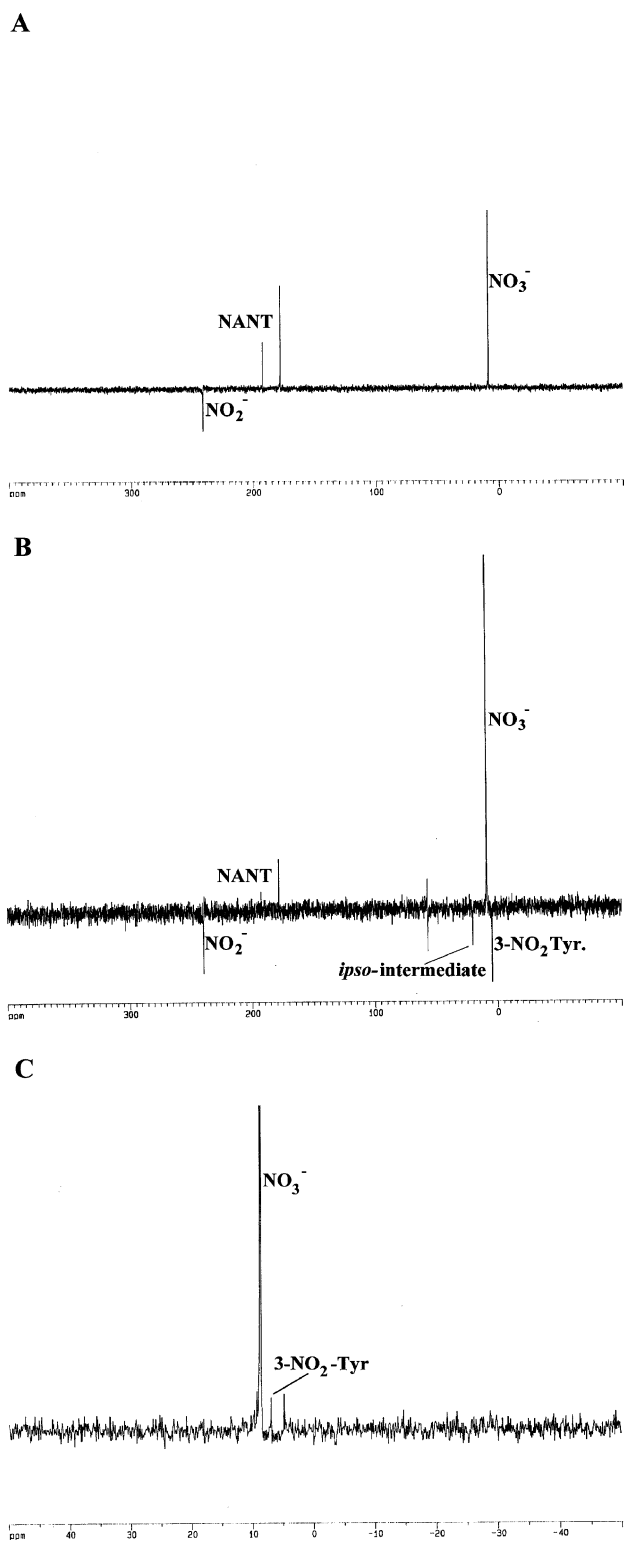 A
NO₃⁻
NANT
NO₂⁻
ppm 300 200 100 0
B
NO₃⁻
NANT
NO₂⁻
3-NO₂Tyr.
ipso-intermediate
ppm 300 200 100 0
C
NO₃⁻
3-NO₂-Tyr
ppm 40 30 20 10 0 -10 -20 -30 -40